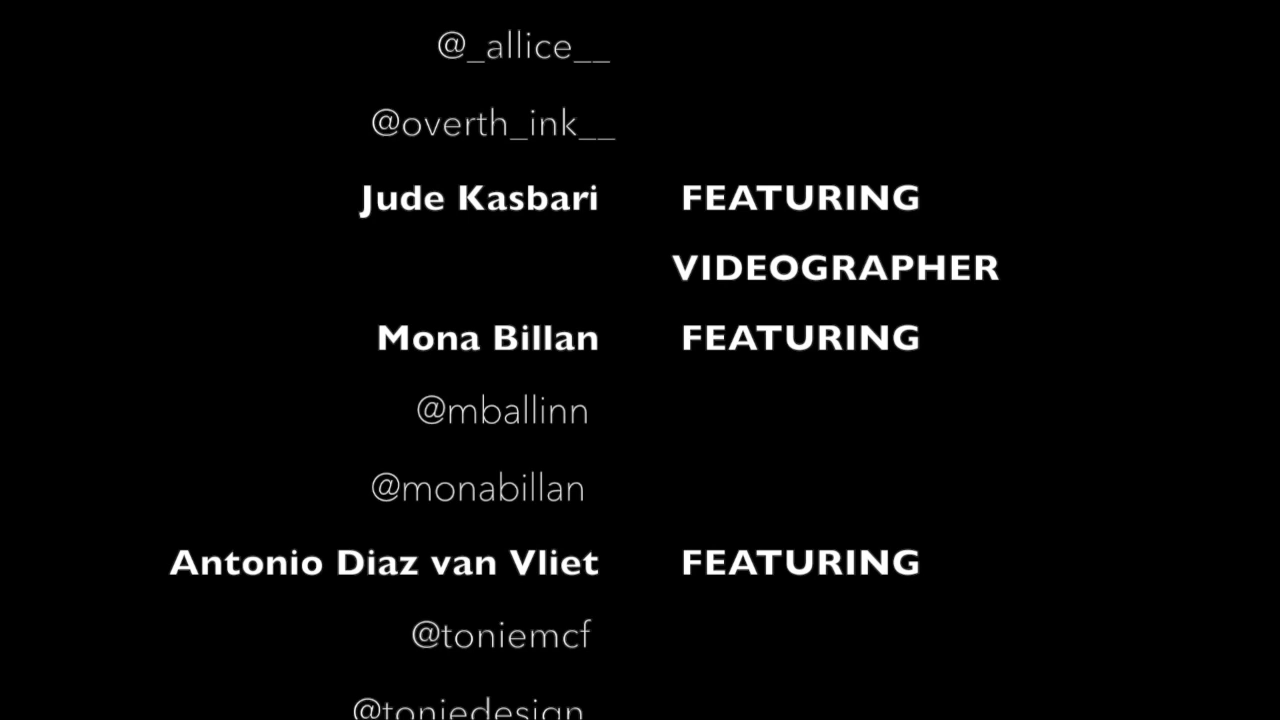 @_allice__
@overth_ink__
Jude Kasbari FEATURING
VIDEOGRAPHER
Mona Billan FEATURING
@mballinn
@monabillan
Antonio Diaz van Vliet FEATURING
@toniemcf
@toniedesign